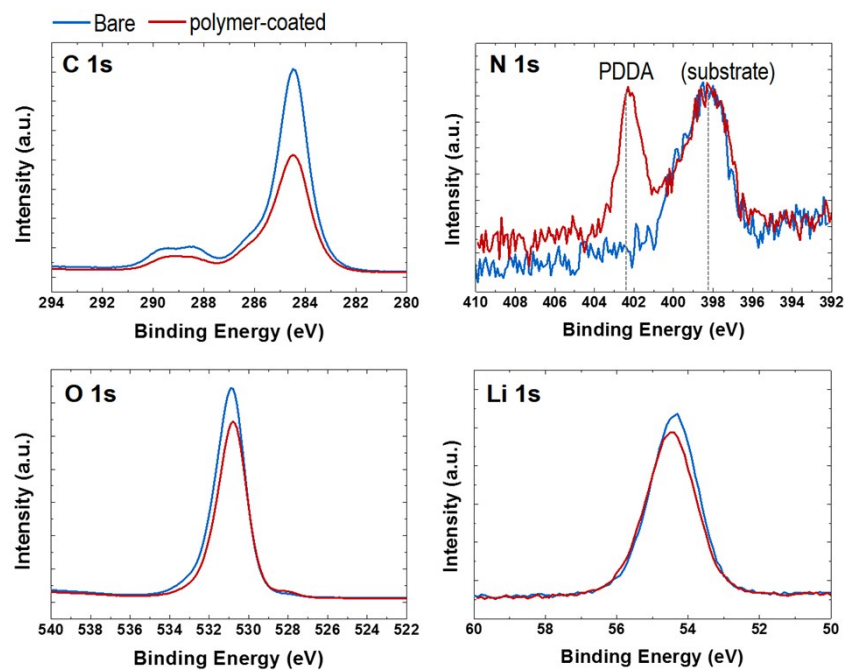 Bare
polymer-coated
C 1s
Intensity (a.u.)
294 292 290 288 286 284 282 280
Binding Energy (eV)
N 1s
PDDA (substrate)
Intensity (a.u.)
410 408 406 404 402 400 398 396 394 392
Binding Energy (eV)
O 1s
Intensity (a.u.)
540 538 536 534 532 530 528 526 524 522
Binding Energy (eV)
Li 1s
Intensity (a.u.)
60 58 56 54 52 50
Binding Energy (eV)